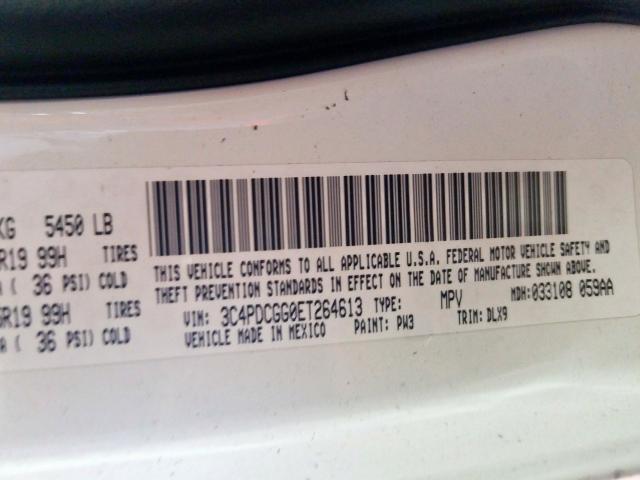 KG 5450 LB
R19 99H TIRES
( 36 PSI) COLD
R19 99H TIRES
( 36 PSI) COLD
THIS VEHICLE CONFORMS TO ALL APPLICABLE U.S.A. FEDERAL MOTOR VEHICLE SAFETY AND
THEFT PREVENTION STANDARDS IN EFFECT ON THE DATE OF MANUFACTURE SHOWN ABOVE.
VIN: 3C4PDCGG0ET264613 TYPE: MPV MDH:033108 059AA
VEHICLE MADE IN MEXICO PAINT: PW3 TRIM: DLX9